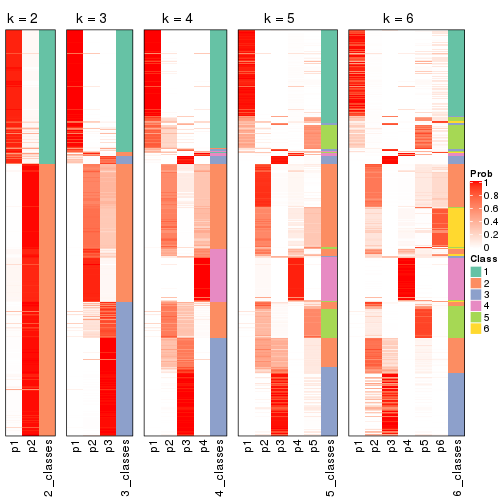 k = 2
k = 3
k = 4
k = 5
k = 6
p1
p2
2_classes
p1
p2
p3
3_classes
p1
p2
p3
p4
4_classes
p1
p2
p3
p4
p5
5_classes
p1
p2
p3
p4
p5
p6
6_classes
Prob
1
0.8
0.6
0.4
0.2
0
Class
1
2
3
4
5
6